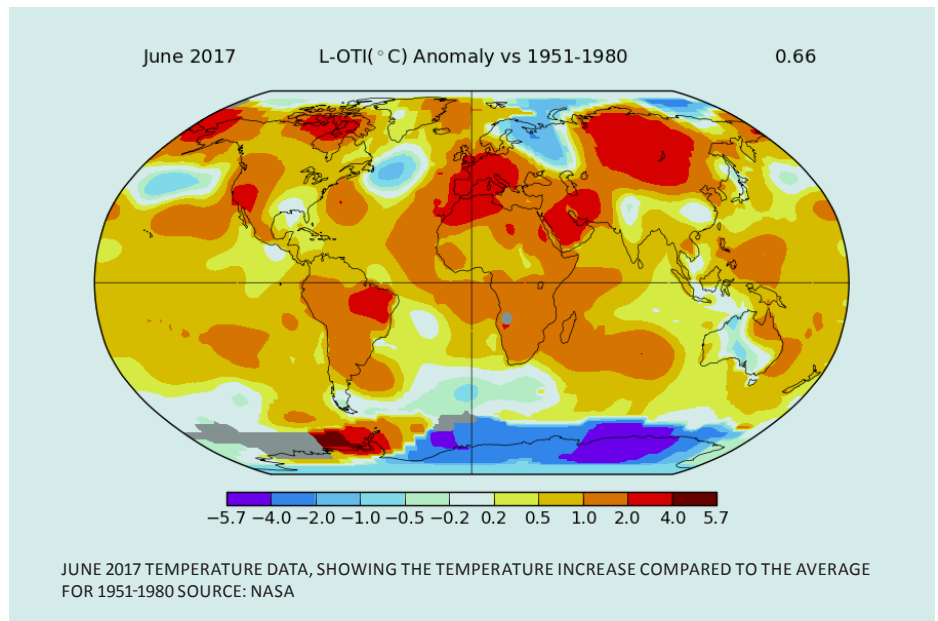 June 2017 L-OTI(°C) Anomaly vs 1951-1980 0.66
−5.7 −4.0 −2.0 −1.0 −0.5 −0.2 0.2 0.5 1.0 2.0 4.0 5.7
JUNE 2017 TEMPERATURE DATA, SHOWING THE TEMPERATURE INCREASE COMPARED TO THE AVERAGE
FOR 1951-1980 SOURCE: NASA